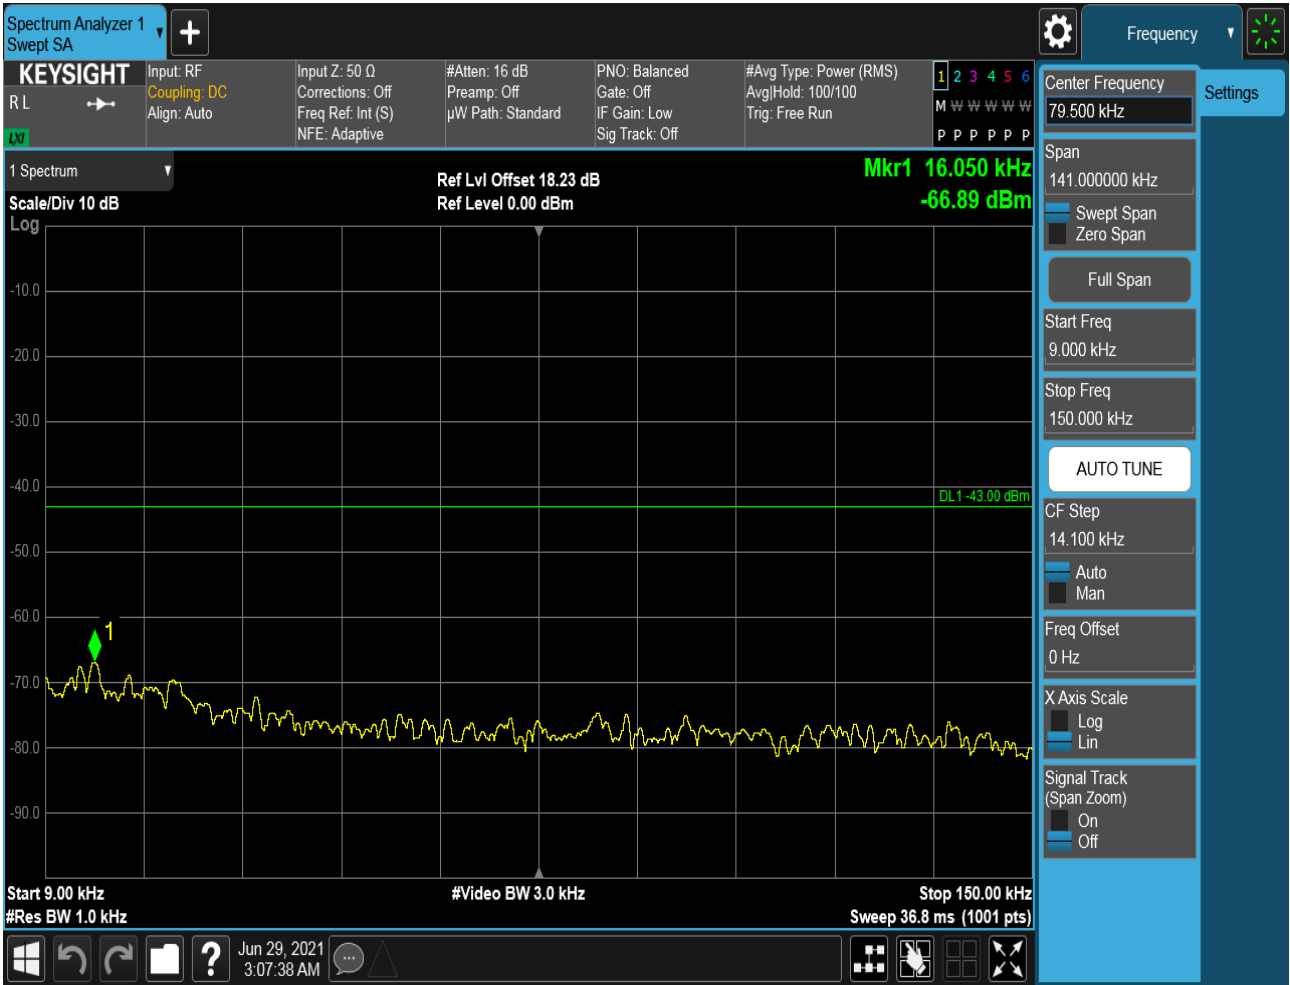 Spectrum Analyzer 1
Swept SA
Frequency
KEYSIGHT
R L
LXI
Input: RF
Coupling: DC
Align: Auto
Input Z: 50 Ω
Corrections: Off
Freq Ref: Int (S)
NFE: Adaptive
#Atten: 16 dB
Preamp: Off
µW Path: Standard
PNO: Balanced
Gate: Off
IF Gain: Low
Sig Track: Off
#Avg Type: Power (RMS)
Avg|Hold: 100/100
Trig: Free Run
1 2 3 4 5 6
M W W W W W
P P P P P P
1 Spectrum
Scale/Div 10 dB
Log
Ref Lvl Offset 18.23 dB
Ref Level 0.00 dBm
Mkr1 16.050 kHz
-66.89 dBm
-10.0
-20.0
-30.0
-40.0
DL1 -43.00 dBm
-50.0
-60.0
1
-70.0
-80.0
-90.0
Start 9.00 kHz
#Video BW 3.0 kHz
Stop 150.00 kHz
#Res BW 1.0 kHz
Sweep 36.8 ms (1001 pts)
Jun 29, 2021
3:07:38 AM
Center Frequency
79.500 kHz
Settings
Span
141.000000 kHz
Swept Span
Zero Span
Full Span
Start Freq
9.000 kHz
Stop Freq
150.000 kHz
AUTO TUNE
CF Step
14.100 kHz
Auto
Man
Freq Offset
0 Hz
X Axis Scale
Log
Lin
Signal Track
(Span Zoom)
On
Off